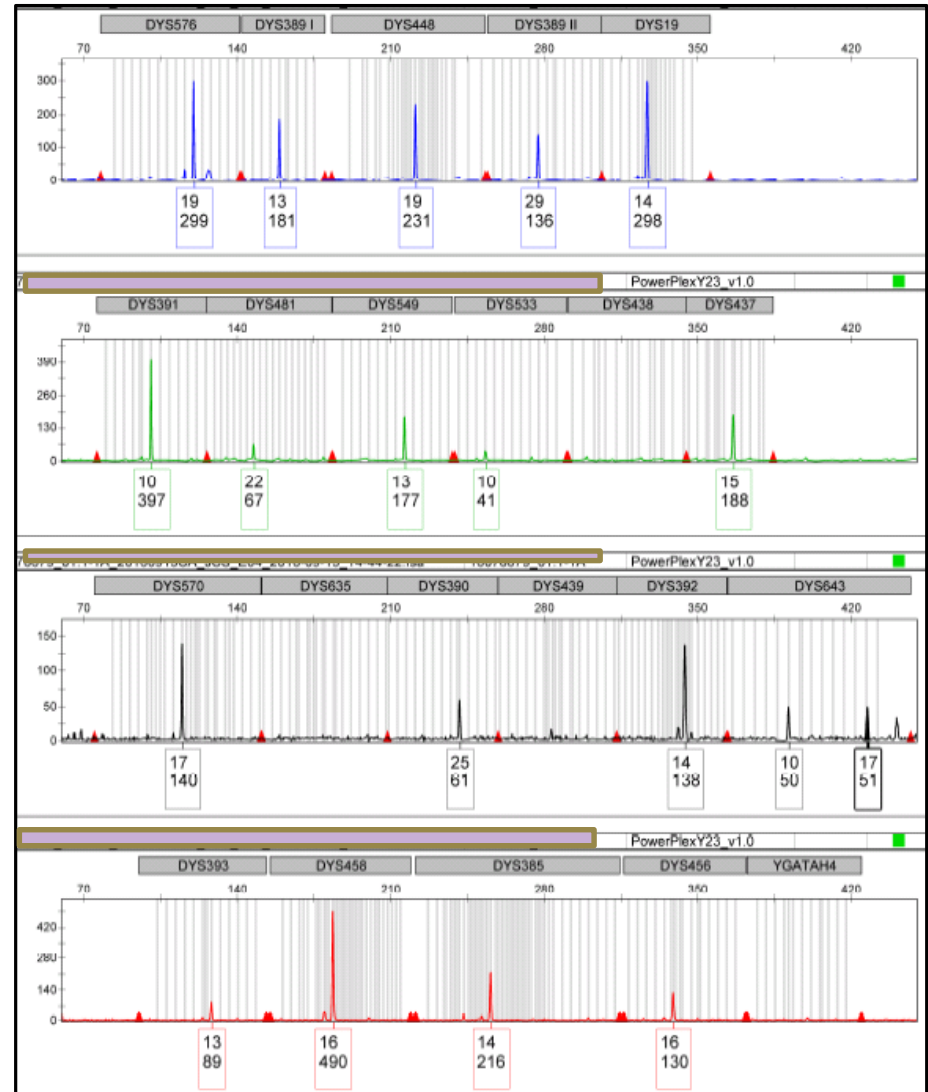 DYS576 DYS389 I DYS448 DYS389 II DYS19
70 140 210 280 350 420
300
200
100
0
19 13 19 29 14
299 181 231 136 298
PowerPlexY23_v1.0
DYS391 DYS481 DYS549 DYS533 DYS438 DYS437
70 140 210 280 350 420
390
260
130
0
10 22 13 10 15
397 67 177 41 188
PowerPlexY23_v1.0
DYS570 DYS635 DYS390 DYS439 DYS392 DYS643
70 140 210 280 350 420
150
100
50
0
17 25 14 10 17
140 61 138 50 51
PowerPlexY23_v1.0
DYS393 DYS458 DYS385 DYS456 YGATAH4
70 140 210 280 350 420
420
280
140
0
13 16 14 16
89 490 216 130